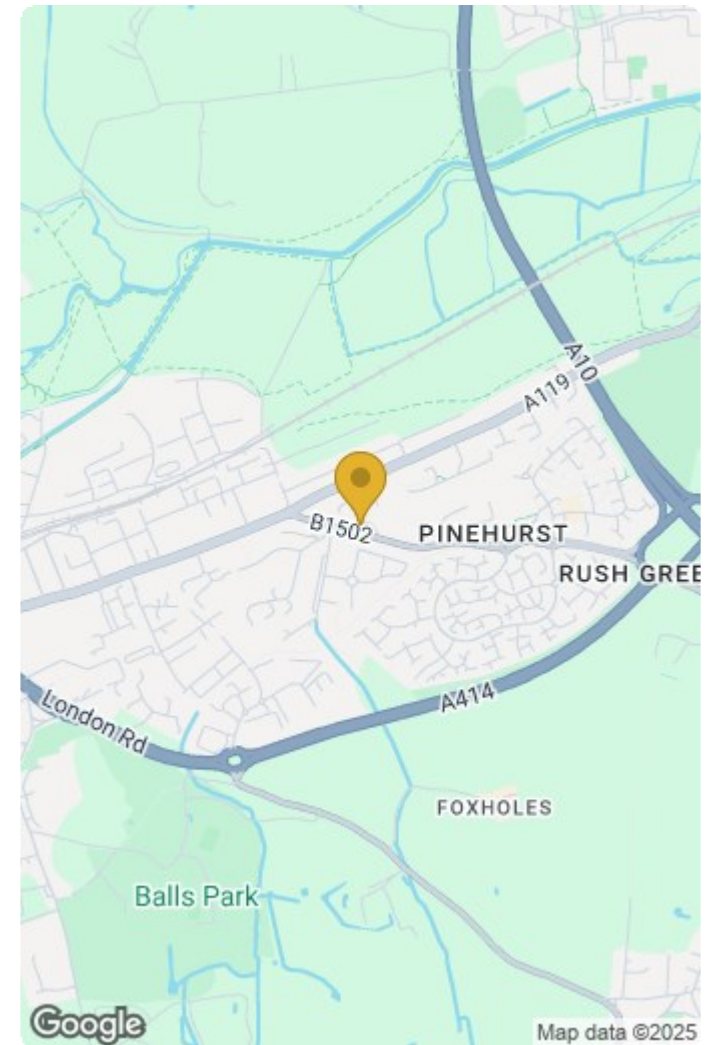 A10
A119
B1502
PINEHURST
RUSH GREE
London Rd
A414
FOXHOLES
Balls Park
Google
Map data ©2025